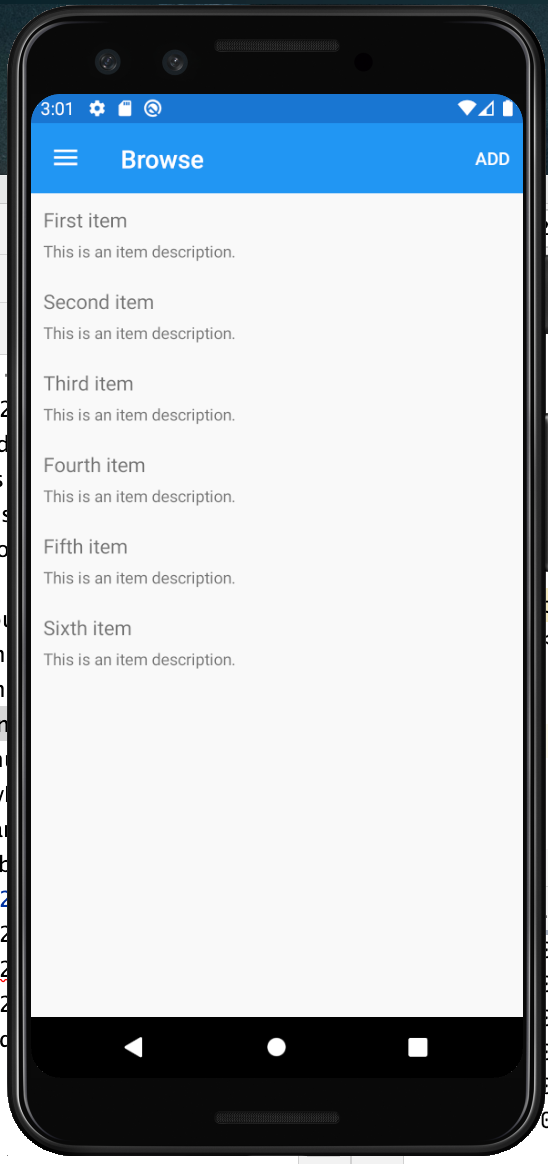 3:01
Browse
ADD
First item
This is an item description.
Second item
This is an item description.
Third item
This is an item description.
Fourth item
This is an item description.
Fifth item
This is an item description.
Sixth item
This is an item description.